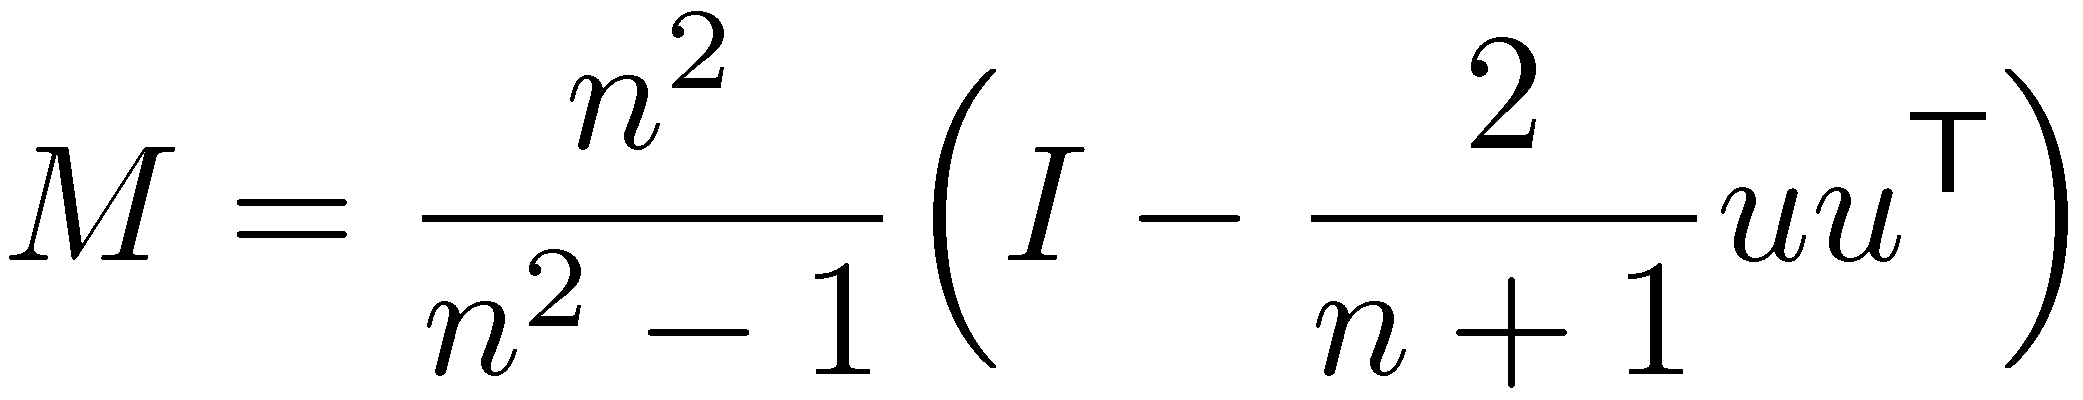 M = \frac{n^2}{n^2 - 1} \left( I - \frac{2}{n + 1} u u^{\mathsf{T}} \right)